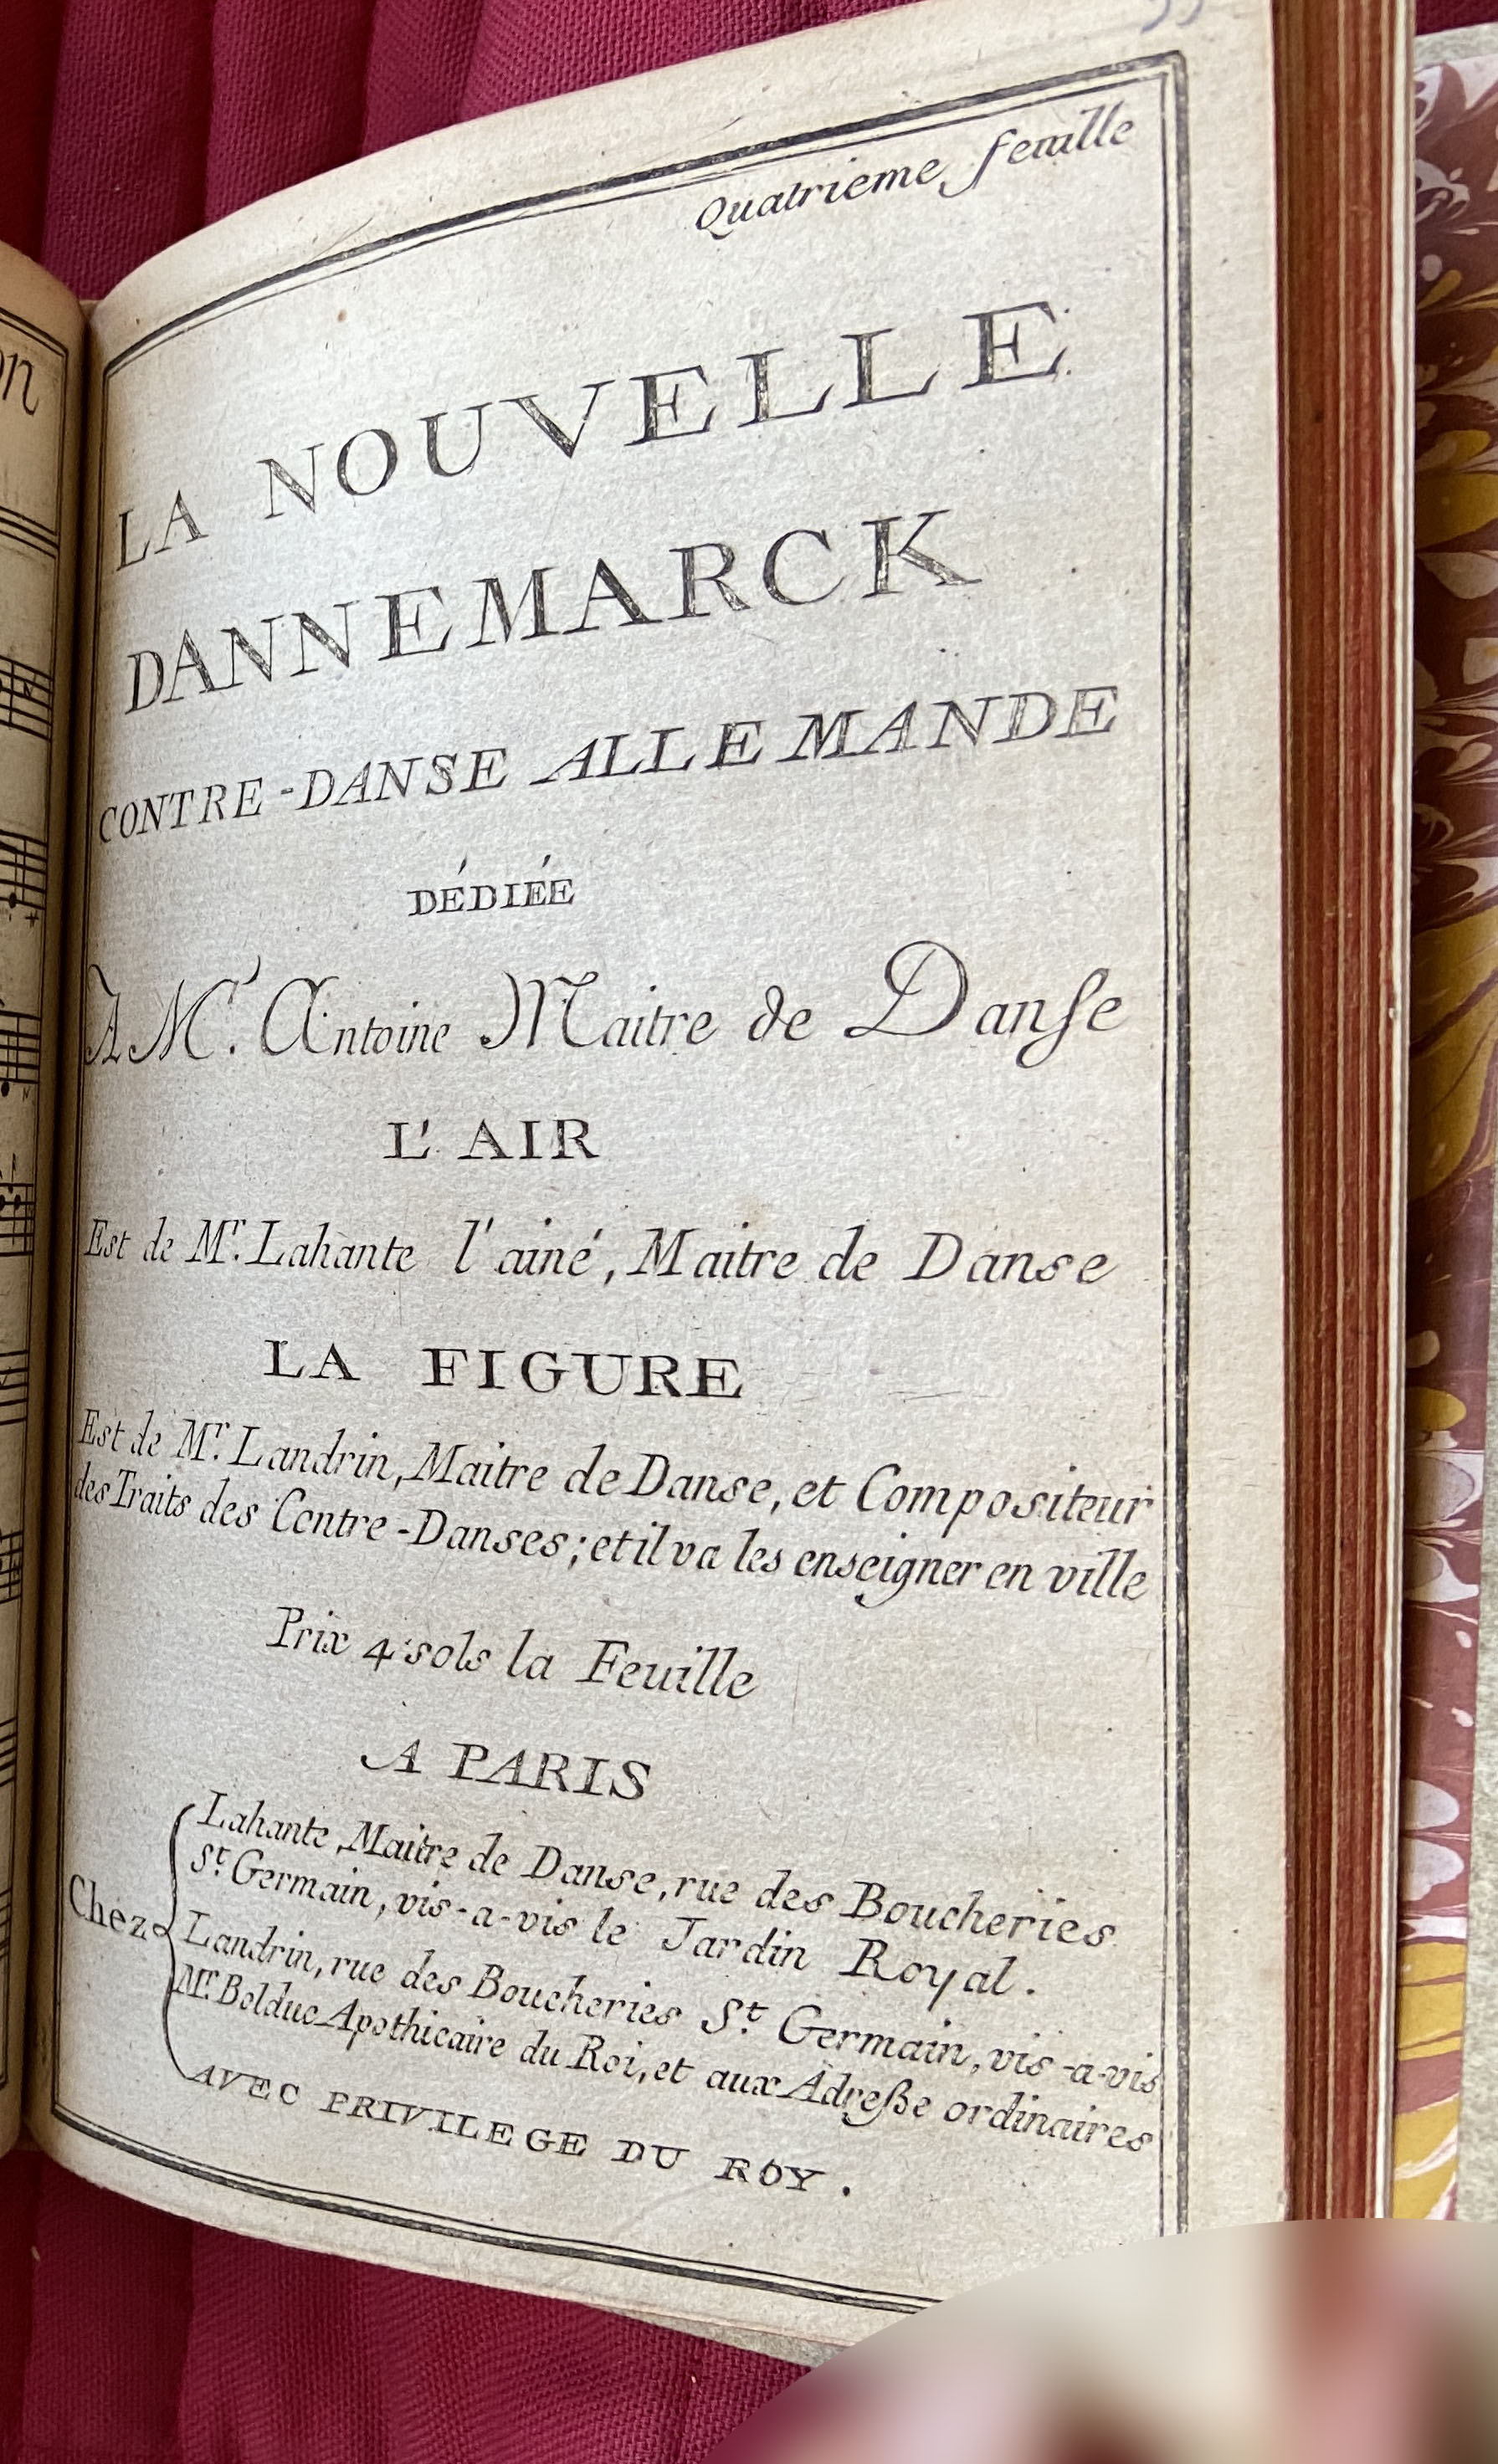 Quatrieme feuille
LA NOUVELLE
DANNEMARCK
CONTRE-DANSE ALLEMANDE
DÉDIÉE
A Mr. Antoine Maitre de Danse
L'AIR
Est de Mr. Lahante l'ainé, Maitre de Danse
LA FIGURE
Est de Mr. Landrin, Maitre de Danse, et Compositeur
des Traits des Contre-Danses; et il va les enseigner en ville
Prix 4 sols la Feuille
A PARIS
Chez
Lahante, Maitre de Danse, rue des Boucheries
St. Germain, vis-a-vis le Jardin Royal.
Landrin, rue des Boucheries St. Germain, vis-a-vis
Mr. Bolduc Apothicaire du Roi, et aux Adreße ordinaires
AVEC PRIVILEGE DU ROY.